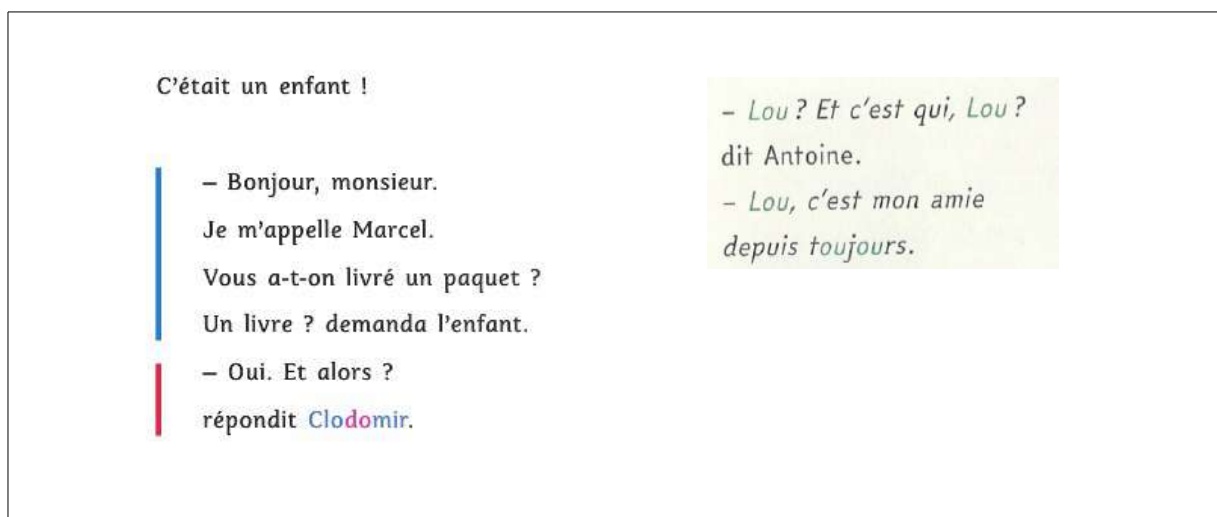 C'était un enfant !
– Bonjour, monsieur.
Je m'appelle Marcel.
Vous a-t-on livré un paquet ?
Un livre ? demanda l'enfant.
– Oui. Et alors ?
répondit Clodomir.
– Lou ? Et c'est qui, Lou ?
dit Antoine.
– Lou, c'est mon amie
depuis toujours.